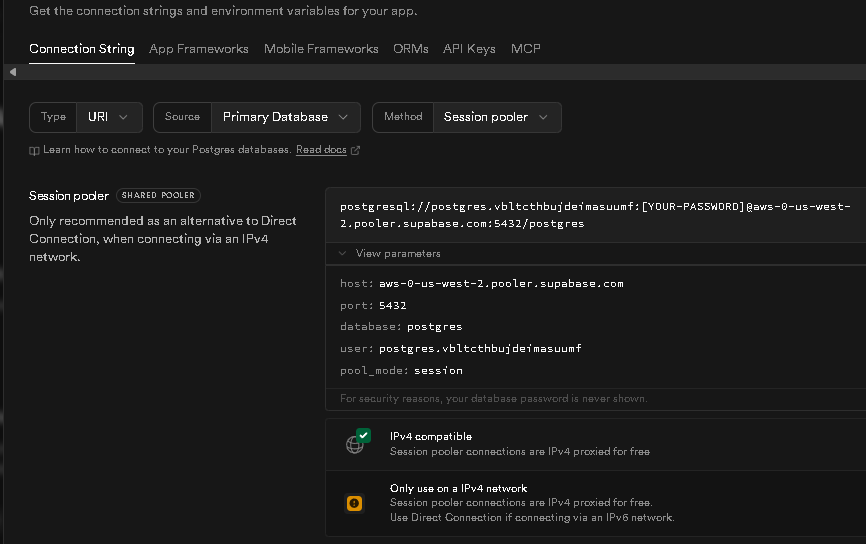 Get the connection strings and environment variables for your app.
Connection String App Frameworks Mobile Frameworks ORMs API Keys MCP
Type URI Source Primary Database Method Session pooler
Learn how to connect to your Postgres databases. Read docs
Session pooler SHARED POOLER
Only recommended as an alternative to Direct
Connection, when connecting via an IPv4
network.
postgresql://postgres.vbltcthbujdeimasuumf:[YOUR-PASSWORD]@aws-0-us-west-
2.pooler.supabase.com:5432/postgres
View parameters
host: aws-0-us-west-2.pooler.supabase.com
port: 5432
database: postgres
user: postgres.vbltcthbujdeimasuumf
pool_mode: session
For security reasons, your database password is never shown.
IPv4 compatible
Session pooler connections are IPv4 proxied for free
Only use on a IPv4 network
Session pooler connections are IPv4 proxied for free.
Use Direct Connection if connecting via an IPv6 network.